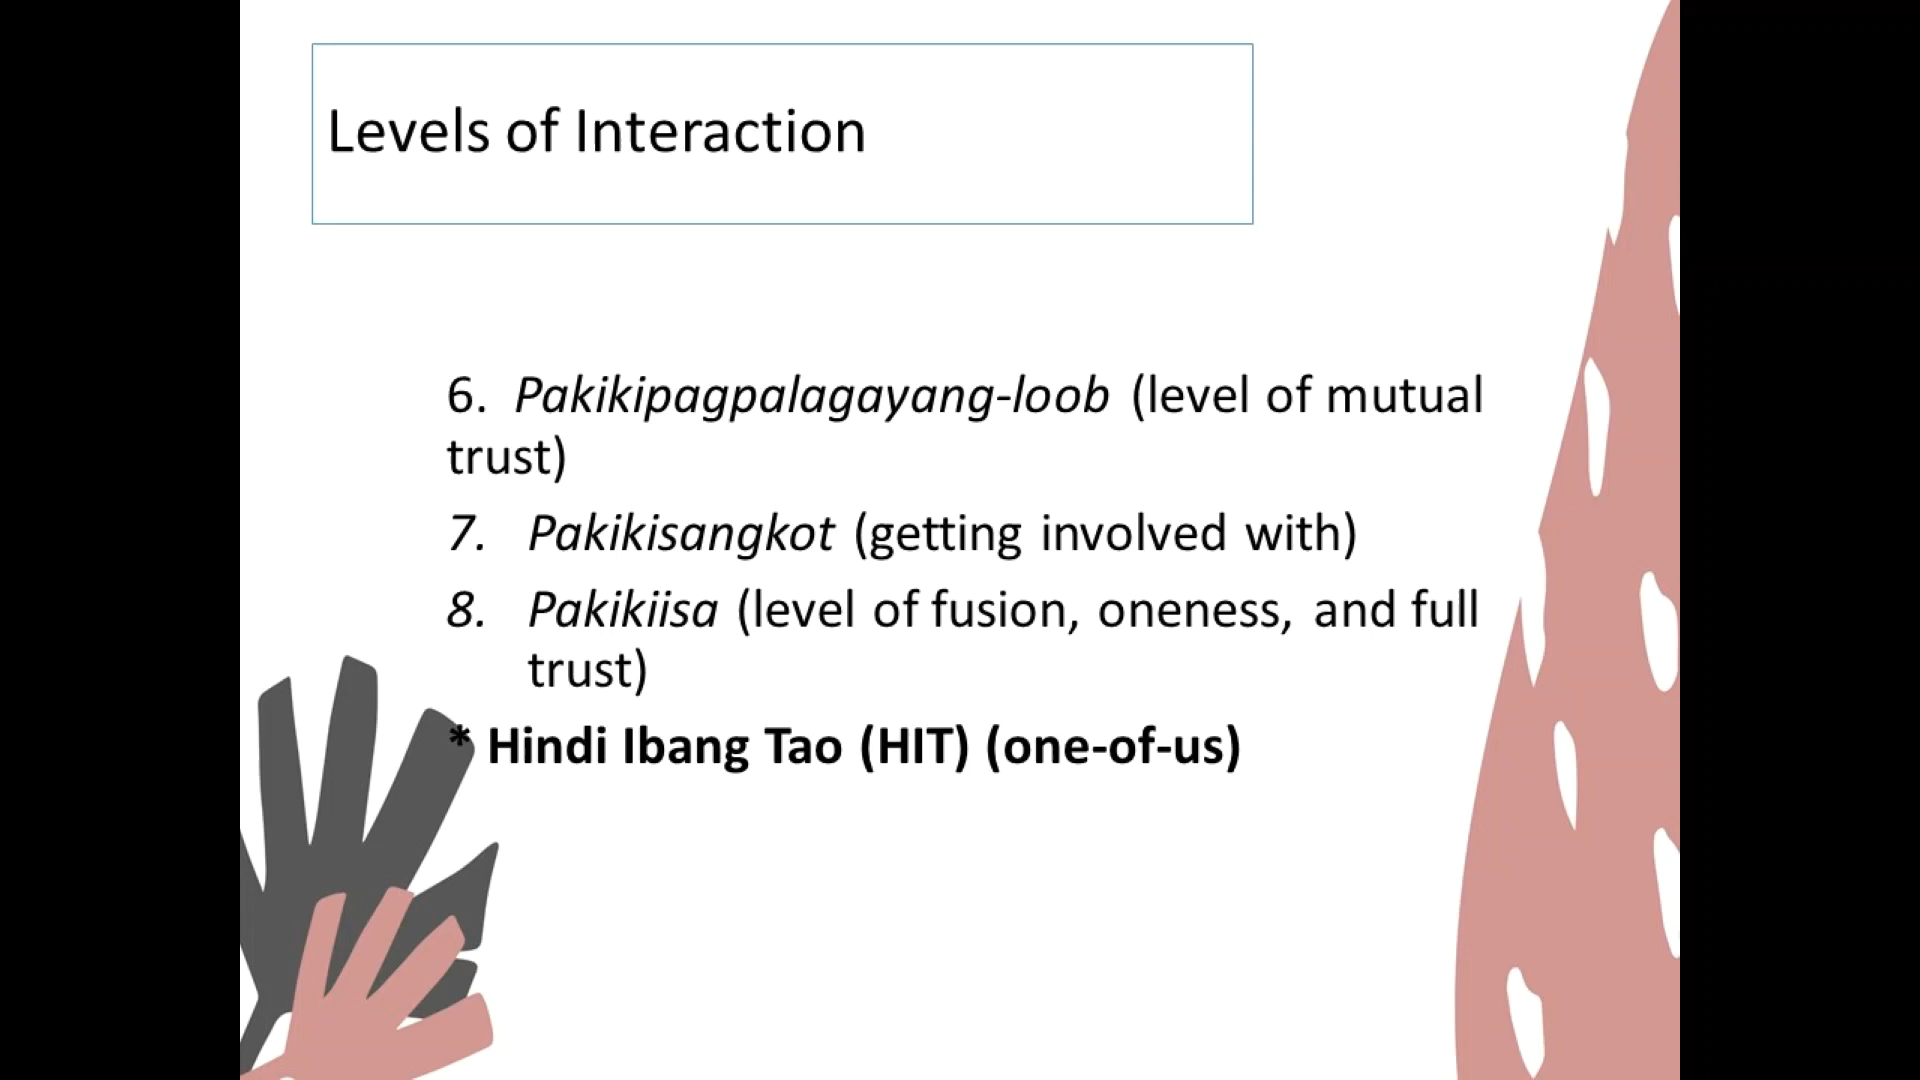 Levels of Interaction
6. Pakikipagpalagayang-loob (level of mutual
trust)
7. Pakikisangkot (getting involved with)
8. Pakikiisa (level of fusion, oneness, and full
trust)
* Hindi Ibang Tao (HIT) (one-of-us)